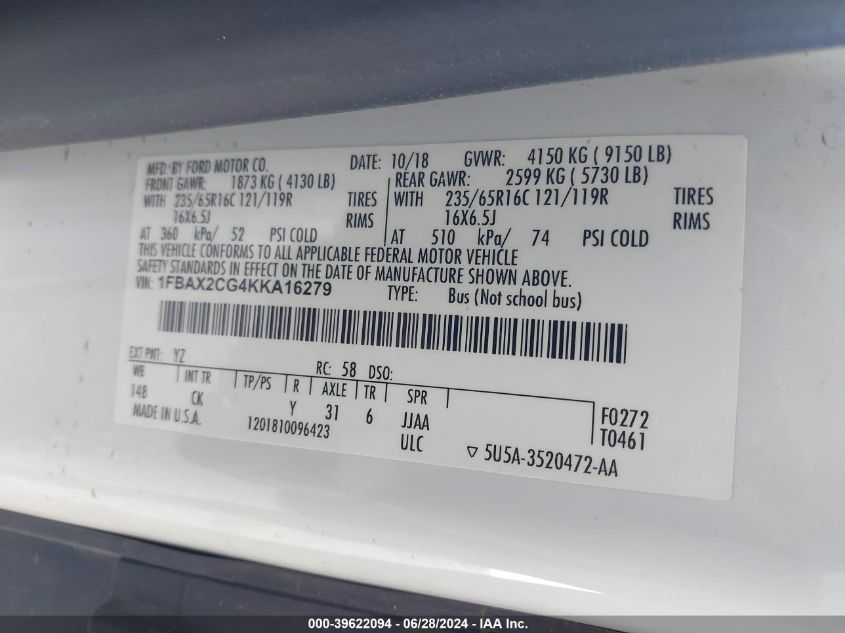 MFD. BY FORD MOTOR CO. DATE: 10/18 GVWR: 4150 KG ( 9150 LB)
FRONT GAWR: 1873 KG ( 4130 LB) REAR GAWR: 2599 KG ( 5730 LB)
WITH 235/65R16C 121/119R TIRES WITH 235/65R16C 121/119R TIRES
16X6.5J RIMS 16X6.5J RIMS
AT 360 kPa/ 52 PSI COLD AT 510 kPa/ 74 PSI COLD
THIS VEHICLE CONFORMS TO ALL APPLICABLE FEDERAL MOTOR VEHICLE
SAFETY STANDARDS IN EFFECT ON THE DATE OF MANUFACTURE SHOWN ABOVE.
VIN: 1FBAX2CG4KKA16279 TYPE: Bus (Not school bus)
EXT PNT: YZ RC: 58 DSO:
WB INT TR TP/PS R AXLE TR SPR
148 CK Y 31 6 JJAA F0272
MADE IN U.S.A. 1201810096423 ULC T0461
▽ 5U5A-3520472-AA
000-39622094 - 06/28/2024 - IAA Inc.